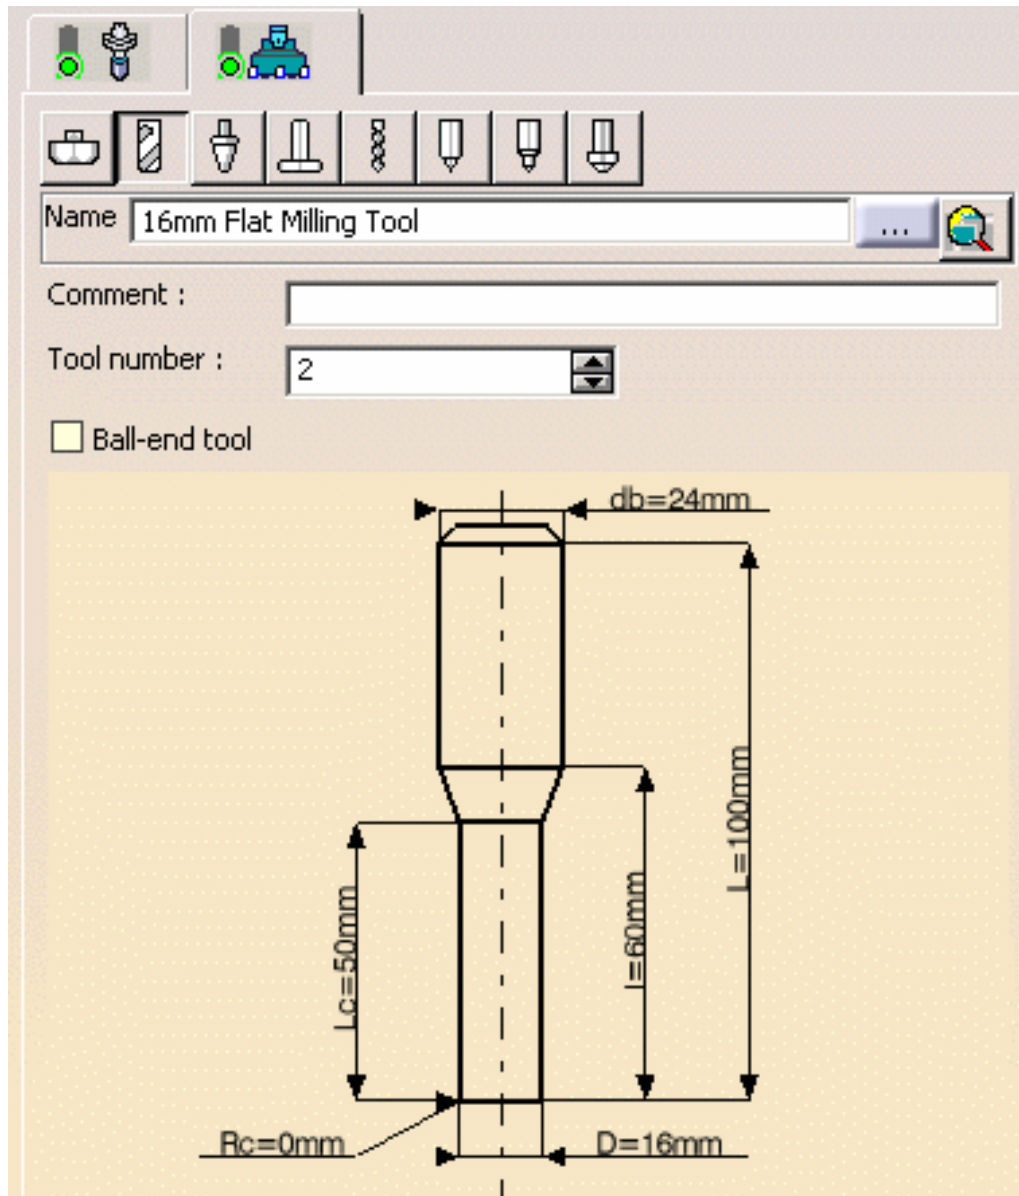 Name 16mm Flat Milling Tool ...
Comment :
Tool number : 2
Ball-end tool
db=24mm
L=100mm
l=60mm
Lc=50mm
Rc=0mm
D=16mm